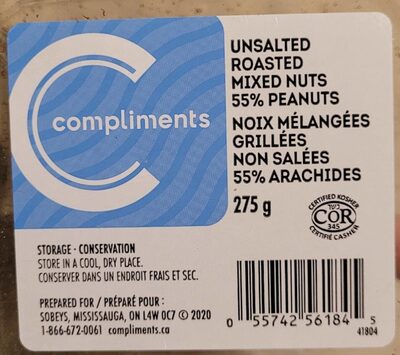 compliments
UNSALTED
ROASTED
MIXED NUTS
55% PEANUTS
NOIX MÉLANGÉES
GRILLÉES
NON SALÉES
55% ARACHIDES
275 g
CERTIFIED KOSHER
COR
345
CERTIFIÉ CASHER
STORAGE - CONSERVATION
STORE IN A COOL, DRY PLACE.
CONSERVER DANS UN ENDROIT FRAIS ET SEC.
PREPARED FOR / PRÉPARÉ POUR :
SOBEYS, MISSISSAUGA, ON L4W 0C7 © 2020
1-866-672-0061 compliments.ca
0 55742 56184 5
41804